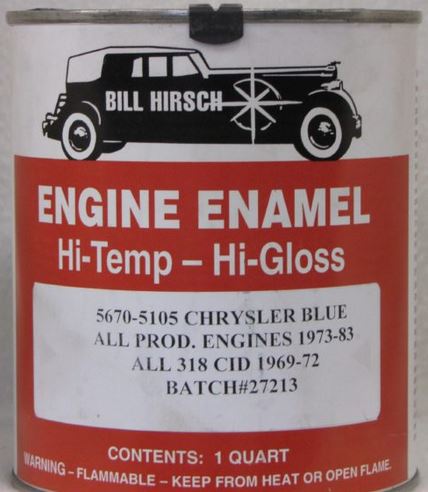 BILL HIRSCH
ENGINE ENAMEL
Hi-Temp – Hi-Gloss
5670-5105 CHRYSLER BLUE
ALL PROD. ENGINES 1973-83
ALL 318 CID 1969-72
BATCH#27213
CONTENTS: 1 QUART
WARNING – FLAMMABLE – KEEP FROM HEAT OR OPEN FLAME.